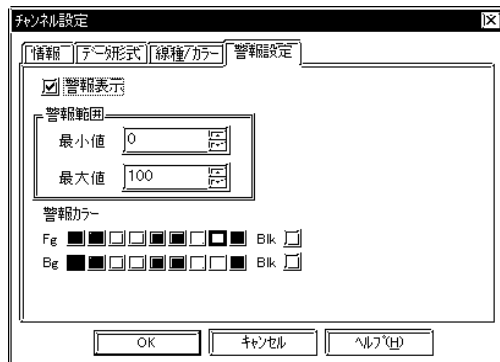 チャンネル設定
情報 データ形式 線種/カラー 警報設定
警報表示
警報範囲
最小値 0
最大値 100
警報カラー
Fg Blk
Bg Blk
OK キャンセル ヘルプ(H)